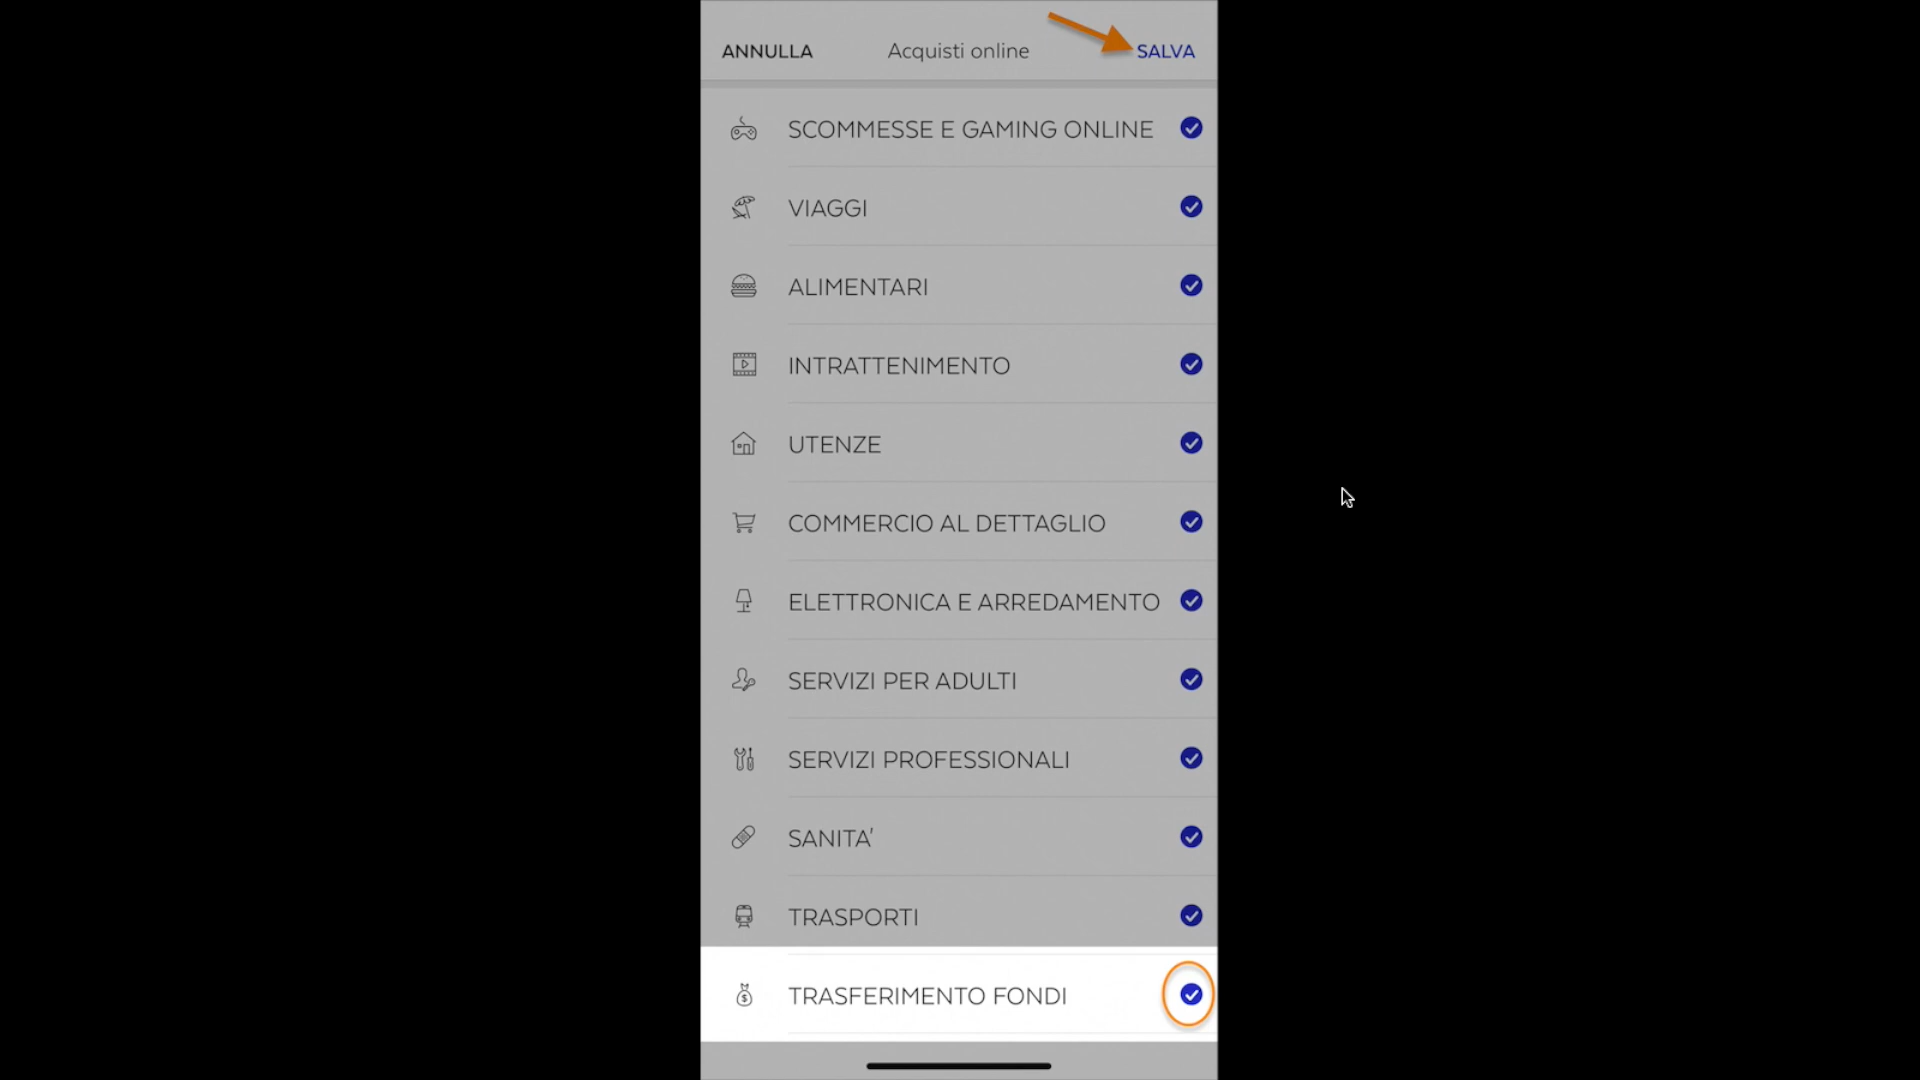 ANNULLA Acquisti online SALVA
SCOMMESSE E GAMING ONLINE
VIAGGI
ALIMENTARI
INTRATTENIMENTO
UTENZE
COMMERCIO AL DETTAGLIO
ELETTRONICA E ARREDAMENTO
SERVIZI PER ADULTI
SERVIZI PROFESSIONALI
SANITA'
TRASPORTI
TRASFERIMENTO FONDI